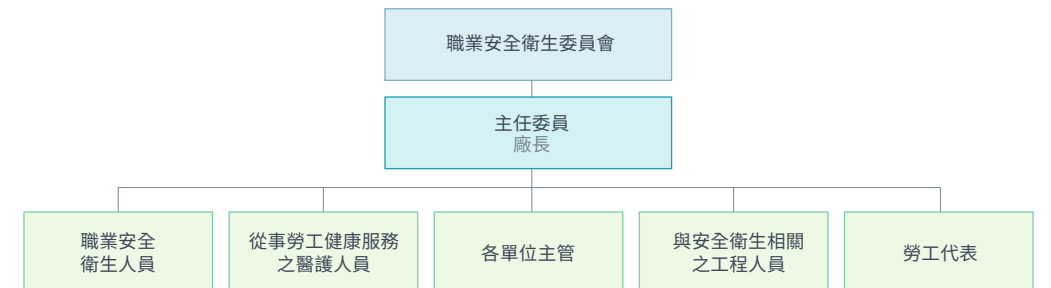 職業安全衛生委員會
主任委員
廠長
職業安全
衛生人員
從事勞工健康服務
之醫護人員
各單位主管
與安全衛生相關
之工程人員
勞工代表